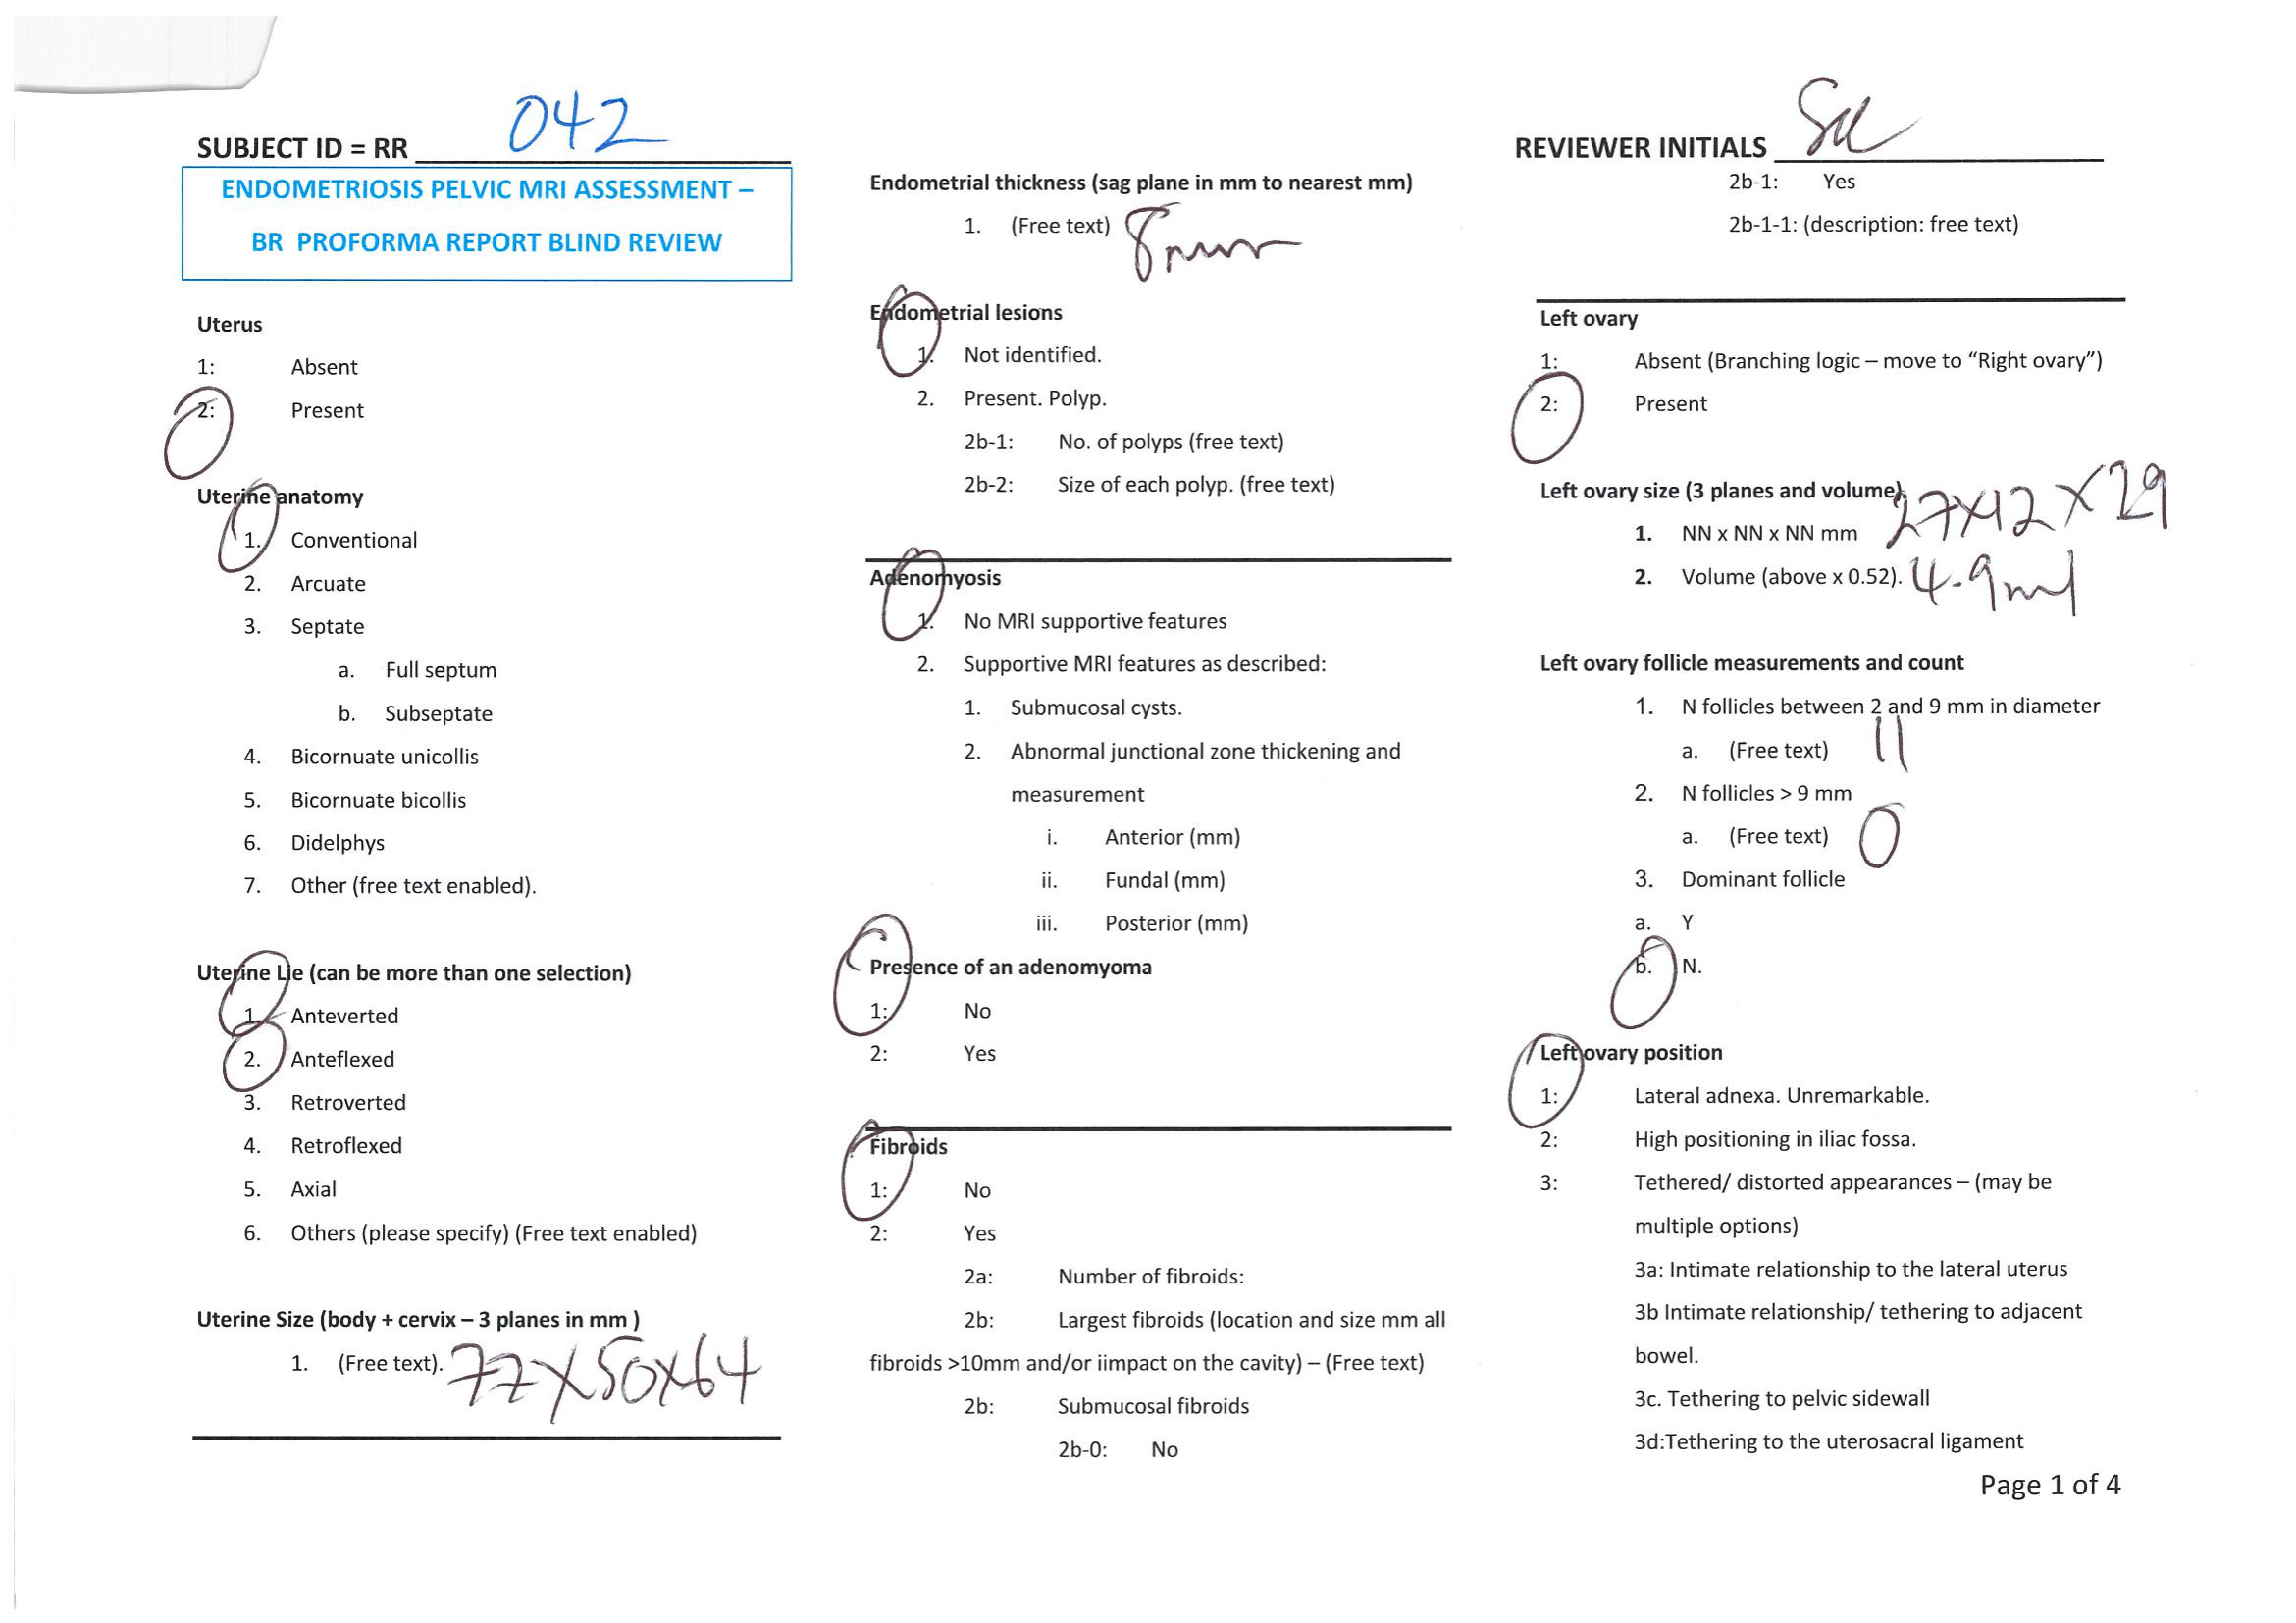 SUBJECT ID = RR 042
ENDOMETRIOSIS PELVIC MRI ASSESSMENT –
BR PROFORMA REPORT BLIND REVIEW
Uterus
1: Absent
2: Present
Uterine anatomy
1. Conventional
2. Arcuate
3. Septate
a. Full septum
b. Subseptate
4. Bicornuate unicollis
5. Bicornuate bicollis
6. Didelphys
7. Other (free text enabled).
Uterine Lie (can be more than one selection)
1. Anteverted
2. Anteflexed
3. Retroverted
4. Retroflexed
5. Axial
6. Others (please specify) (Free text enabled)
Uterine Size (body + cervix – 3 planes in mm )
1. (Free text). 77X50X64
Endometrial thickness (sag plane in mm to nearest mm)
1. (Free text) 8mm
Endometrial lesions
1. Not identified.
2. Present. Polyp.
2b-1: No. of polyps (free text)
2b-2: Size of each polyp. (free text)
Adenomyosis
1. No MRI supportive features
2. Supportive MRI features as described:
1. Submucosal cysts.
2. Abnormal junctional zone thickening and
measurement
i. Anterior (mm)
ii. Fundal (mm)
iii. Posterior (mm)
Presence of an adenomyoma
1: No
2: Yes
Fibroids
1: No
2: Yes
2a: Number of fibroids:
2b: Largest fibroids (location and size mm all
fibroids >10mm and/or iimpact on the cavity) – (Free text)
2b: Submucosal fibroids
2b-0: No
REVIEWER INITIALS
2b-1: Yes
2b-1-1: (description: free text)
Left ovary
1: Absent (Branching logic – move to “Right ovary”)
2: Present
Left ovary size (3 planes and volume)
1. NN x NN x NN mm 27X12X29
2. Volume (above x 0.52). 4.9ml
Left ovary follicle measurements and count
1. N follicles between 2 and 9 mm in diameter
a. (Free text) 11
2. N follicles > 9 mm
a. (Free text) 0
3. Dominant follicle
a. Y
b. N.
Left ovary position
1: Lateral adnexa. Unremarkable.
2: High positioning in iliac fossa.
3: Tethered/ distorted appearances – (may be
multiple options)
3a: Intimate relationship to the lateral uterus
3b Intimate relationship/ tethering to adjacent
bowel.
3c. Tethering to pelvic sidewall
3d:Tethering to the uterosacral ligament
Page 1 of 4